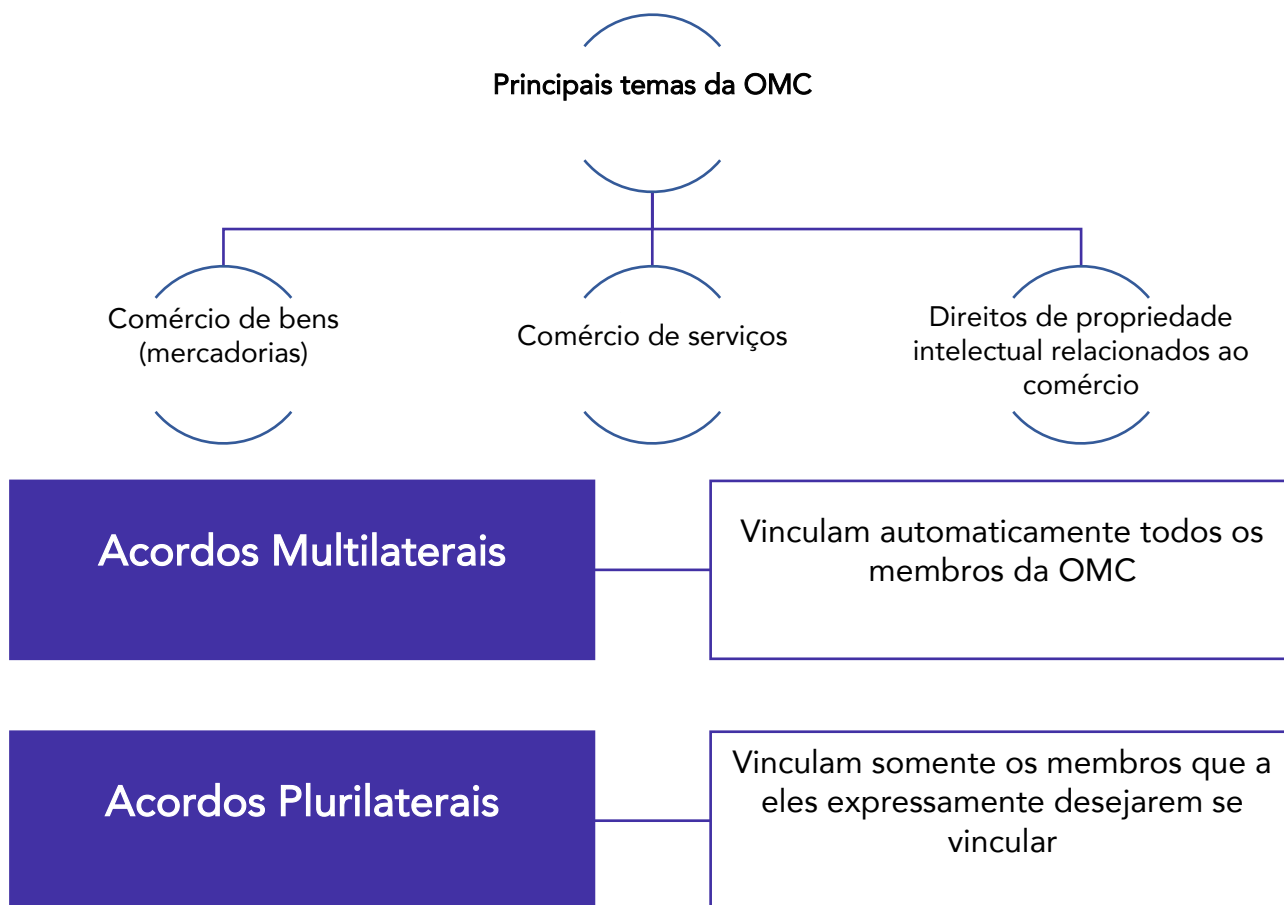 Principais temas da OMC
Comércio de bens
(mercadorias)
Comércio de serviços
Direitos de propriedade
intelectual relacionados ao
comércio
Acordos Multilaterais
Vinculam automaticamente todos os
membros da OMC
Acordos Plurilaterais
Vinculam somente os membros que a
eles expressamente desejarem se
vincular